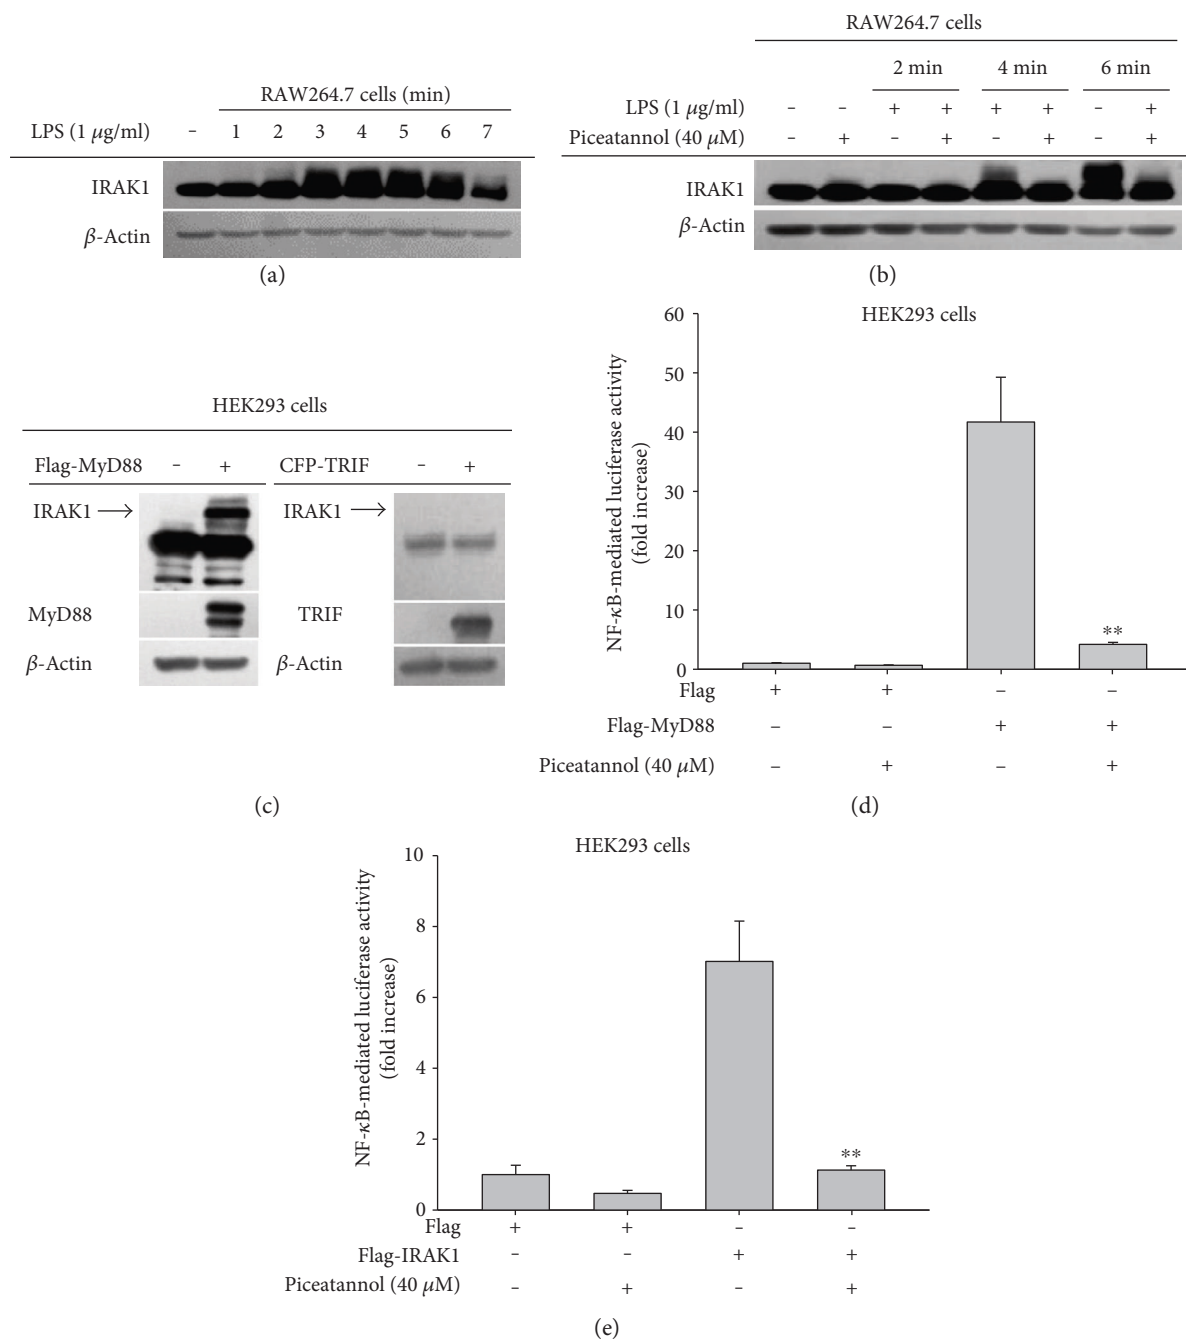 RAW264.7 cells (min)
LPS (1 μg/ml) – 1 2 3 4 5 6 7
IRAK1
β-Actin
(a)
RAW264.7 cells
2 min 4 min 6 min
LPS (1 μg/ml) – – + + + + – +
Piceatannol (40 μM) – + – + – + – +
IRAK1
β-Actin
(b)
HEK293 cells
Flag-MyD88 – + CFP-TRIF – +
IRAK1 → IRAK1 →
MyD88 TRIF
β-Actin β-Actin
(c)
HEK293 cells
NF-κB-mediated luciferase activity
(fold increase)
60
50
40
30
20
10
0
**
Flag + + – –
Flag-MyD88 – – + +
Piceatannol (40 μM) – + – +
(d)
HEK293 cells
NF-κB-mediated luciferase activity
(fold increase)
10
8
6
4
2
0
**
Flag + + – –
Flag-IRAK1 – – + +
Piceatannol (40 μM) – + – +
(e)